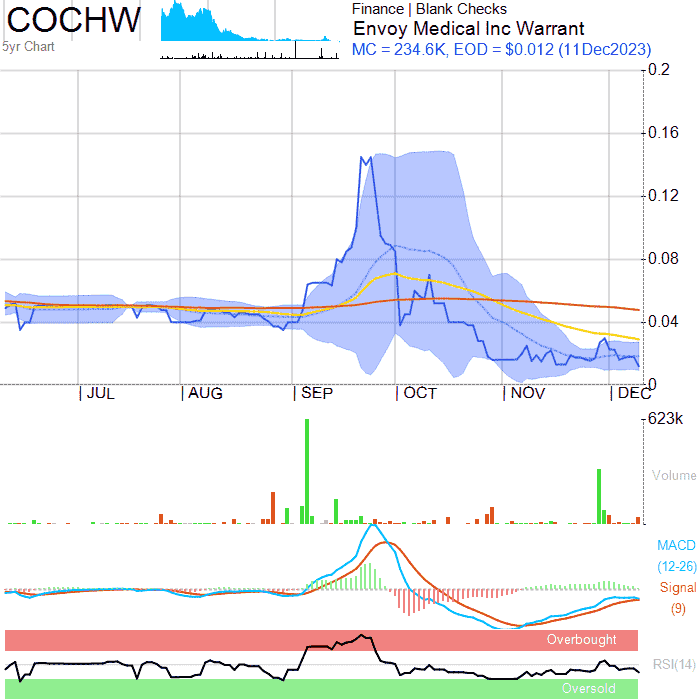 COCHW
5yr Chart
Finance | Blank Checks
Envoy Medical Inc Warrant
MC = 234.6K, EOD = $0.012 (11Dec2023)
0.2
0.16
0.12
0.08
0.04
0
JUL
AUG
SEP
OCT
NOV
DEC
623k
Volume
MACD
(12-26)
Signal
(9)
Overbought
RSI(14)
Oversold